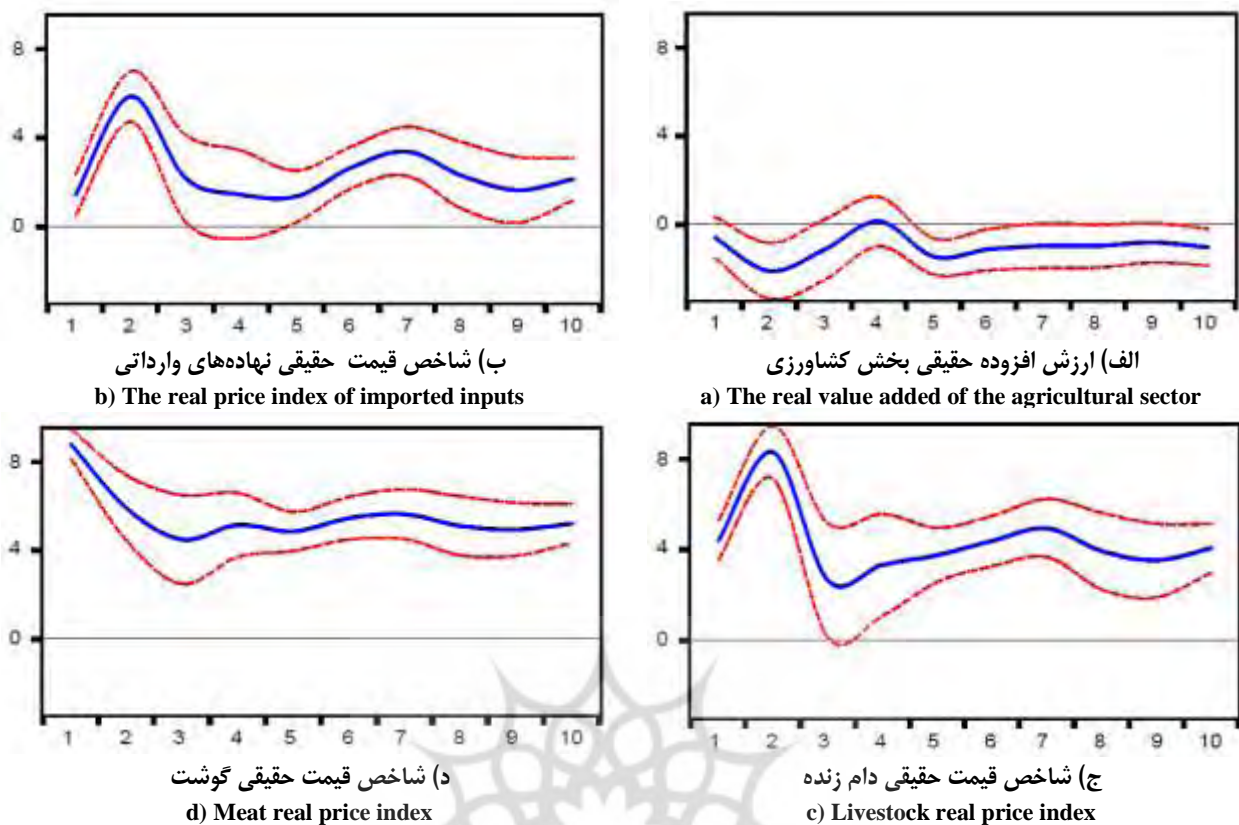 8
4
0
1 2 3 4 5 6 7 8 9 10
ب) شاخص قیمت حقیقی نهاده‌های وارداتی
b) The real price index of imported inputs
8
4
0
1 2 3 4 5 6 7 8 9 10
الف) ارزش افزوده حقیقی بخش کشاورزی
a) The real value added of the agricultural sector
8
4
0
1 2 3 4 5 6 7 8 9 10
د) شاخص قیمت حقیقی گوشت
d) Meat real price index
8
4
0
1 2 3 4 5 6 7 8 9 10
ج) شاخص قیمت حقیقی دام زنده
c) Livestock real price index